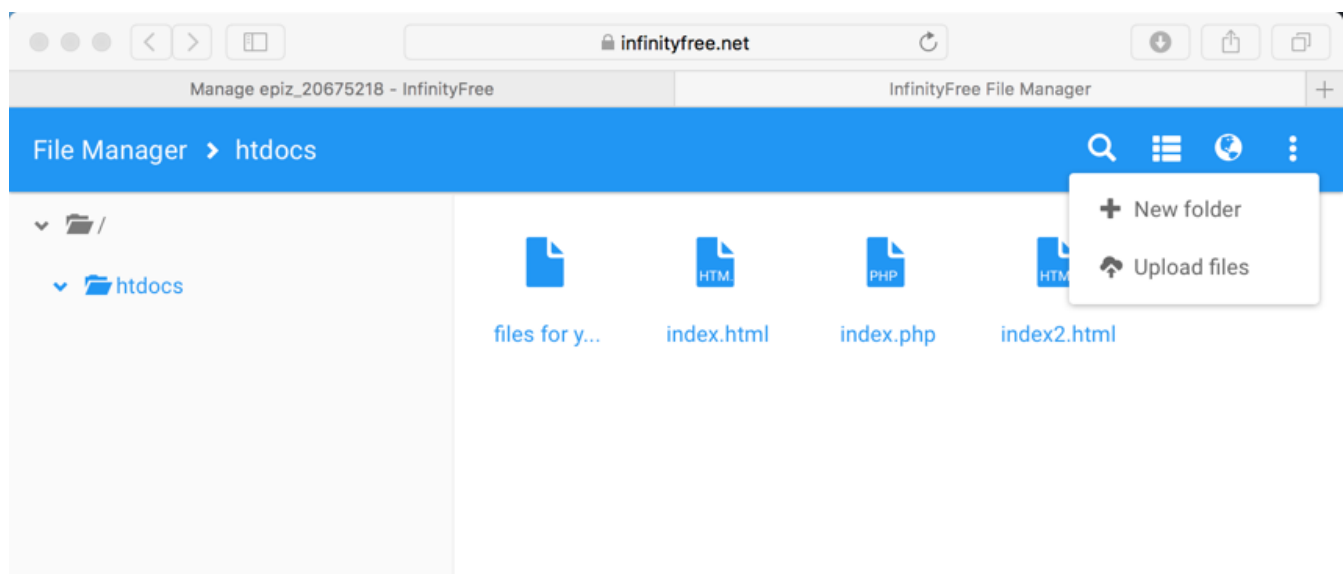 infinityfree.net
Manage epiz_20675218 - InfinityFree
InfinityFree File Manager
+
File Manager > htdocs
New folder
Upload files
/
htdocs
HTM.
PHP
HTM
files for y...
index.html
index.php
index2.html